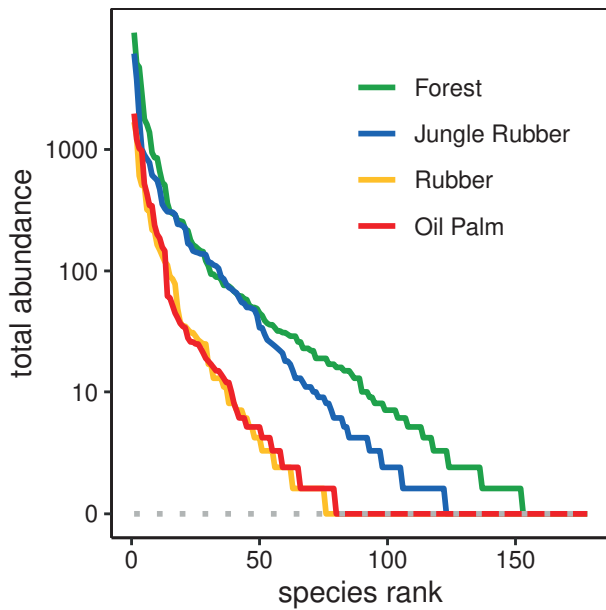 Forest
Jungle Rubber
Rubber
Oil Palm
total abundance
1000
100
10
0
0
50
100
150
species rank